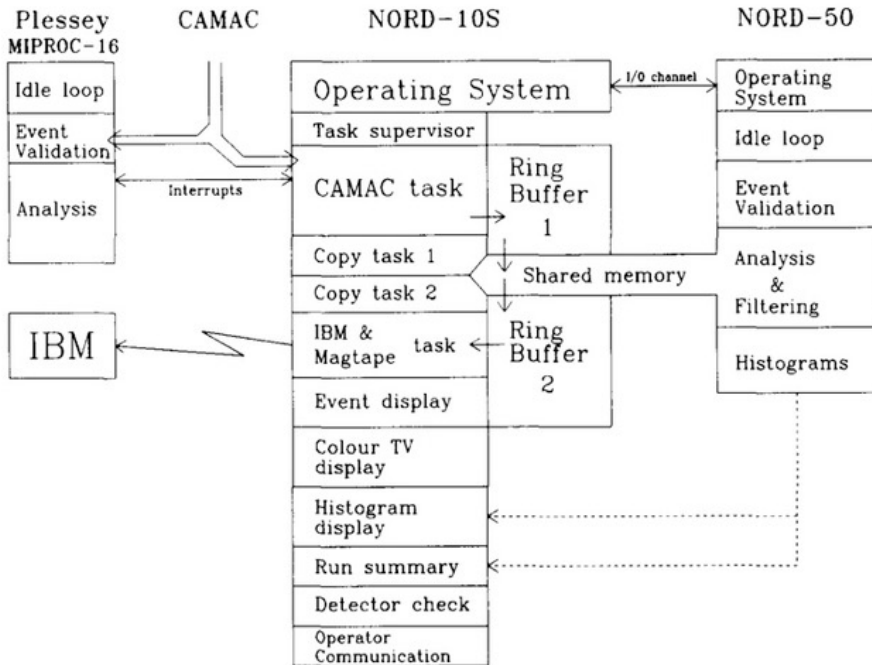 Plessey
MIPROC-16
CAMAC
NORD-10S
NORD-50
Idle loop
Event
Validation
Analysis
IBM
Interrupts
Operating System
Task supervisor
CAMAC task
Copy task 1
Copy task 2
IBM &
Magtape task
Event display
Colour TV
display
Histogram
display
Run summary
Detector check
Operator
Communication
Ring
Buffer
1
Shared memory
Ring
Buffer
2
I/O channel
Operating
System
Idle loop
Event
Validation
Analysis
&
Filtering
Histograms